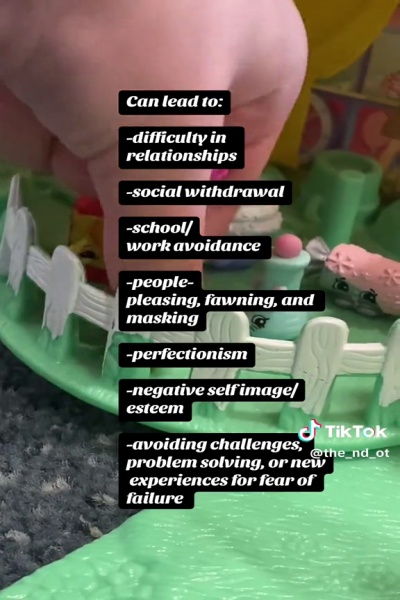 Can lead to:
-difficulty in
relationships
-social withdrawal
-school/
work avoidance
-people-
pleasing, fawning, and
masking
-perfectionism
-negative self image/
esteem
-avoiding challenges,
problem solving, or new
experiences for fear of
failure
TikTok
@the_nd_ot